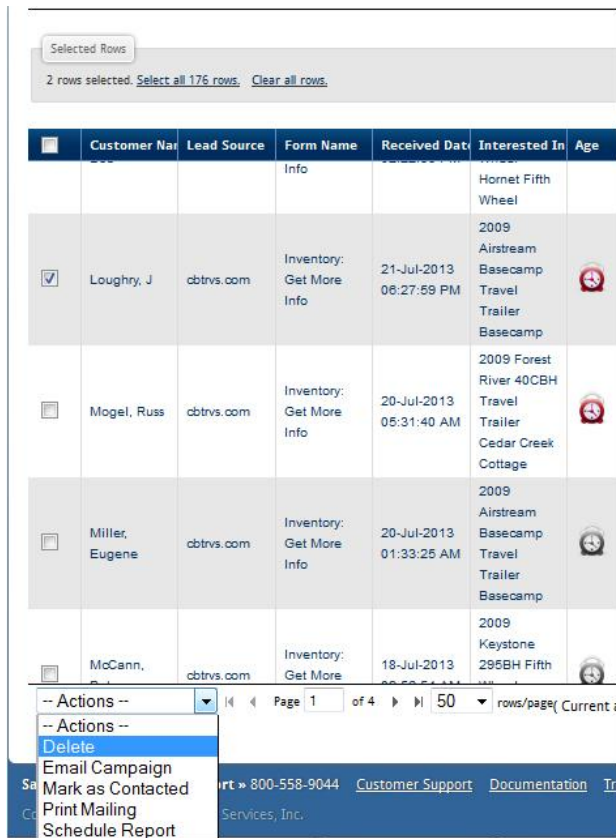 Selected Rows
2 rows selected. Select all 176 rows. Clear all rows.
Customer Nar Lead Source Form Name Received Date Interested In Age
Info
Hornet Fifth
Wheel
Loughry, J
cbtrvs.com
Inventory:
Get More
Info
21-Jul-2013
06:27:59 PM
2009
Airstream
Basecamp
Travel
Trailer
Basecamp
Mogel, Russ
cbtrvs.com
Inventory:
Get More
Info
20-Jul-2013
05:31:40 AM
2009 Forest
River 40CBH
Travel
Trailer
Cedar Creek
Cottage
Miller,
Eugene
cbtrvs.com
Inventory:
Get More
Info
20-Jul-2013
01:33:25 AM
2009
Airstream
Basecamp
Travel
Trailer
Basecamp
McCann,
cbtrvs.com
Inventory:
Get More
18-Jul-2013
2009
Keystone
295BH Fifth
-- Actions -- Page 1 of 4 50 rows/page( Current a
-- Actions --
Delete
Email Campaign
Mark as Contacted
Print Mailing
Schedule Report
Sa
rt » 800-558-9044 Customer Support Documentation Tr
Services, Inc.